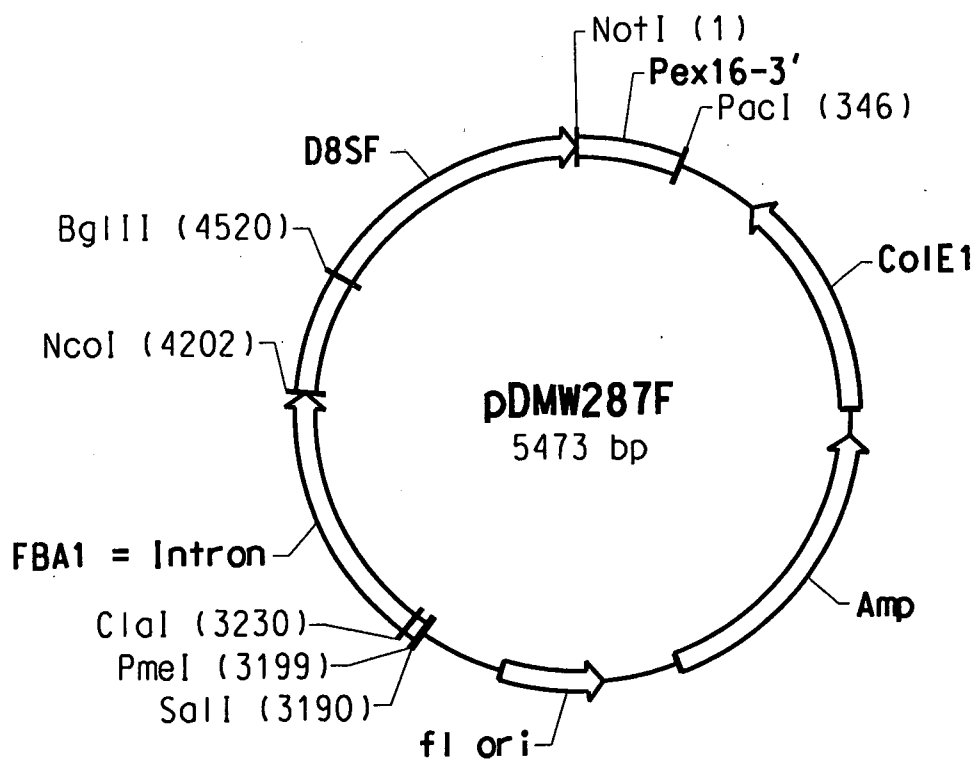 NotI (1)
Pex16-3'
PacI (346)
D8SF
BglII (4520)
ColE1
NcoI (4202)
pDMW287F
5473 bp
FBA1 = Intron
Amp
ClaI (3230)
PmeI (3199)
SalI (3190)
fI ori